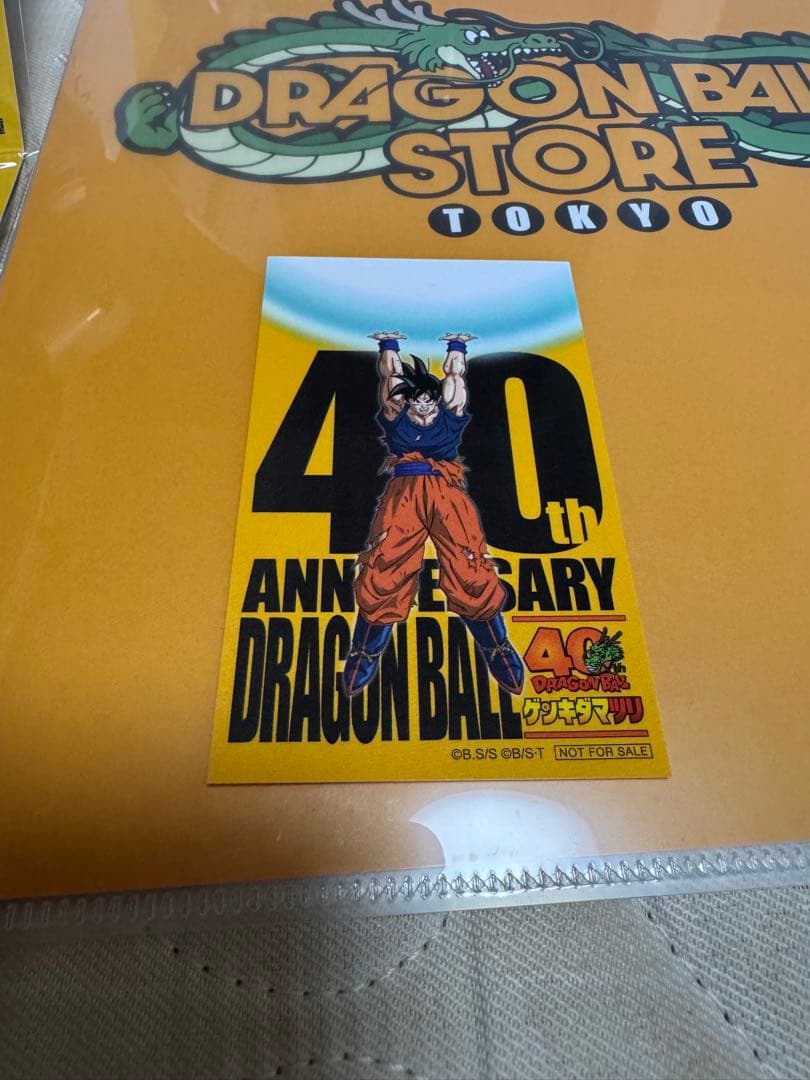 DRAGON BAL
STORE
TOKYO
40th
ANNIVERSARY
DRAGON BALL
40th
DRAGON BALL
ゲンキダマツリ
©B.S/S ©B/S·T NOT FOR SALE